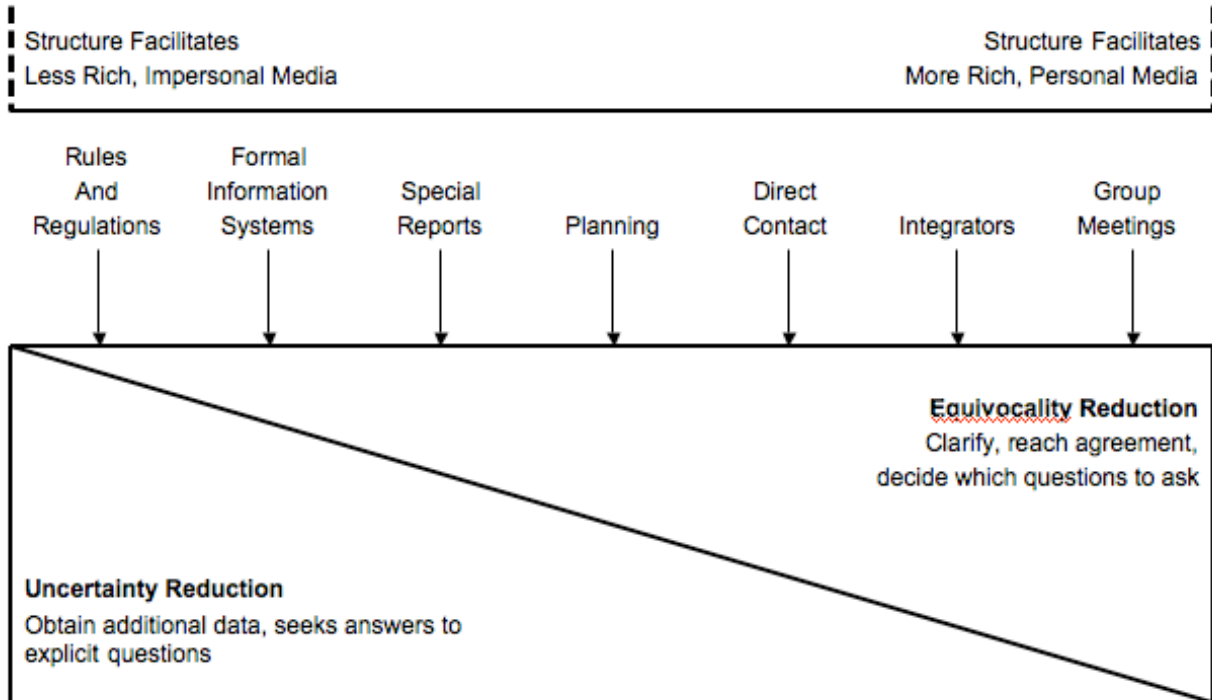 Structure Facilitates
Less Rich, Impersonal Media
Structure Facilitates
More Rich, Personal Media
Rules
And
Regulations
Formal
Information
Systems
Special
Reports
Planning
Direct
Contact
Integrators
Group
Meetings
Equivocality Reduction
Clarify, reach agreement,
decide which questions to ask
Uncertainty Reduction
Obtain additional data, seeks answers to
explicit questions